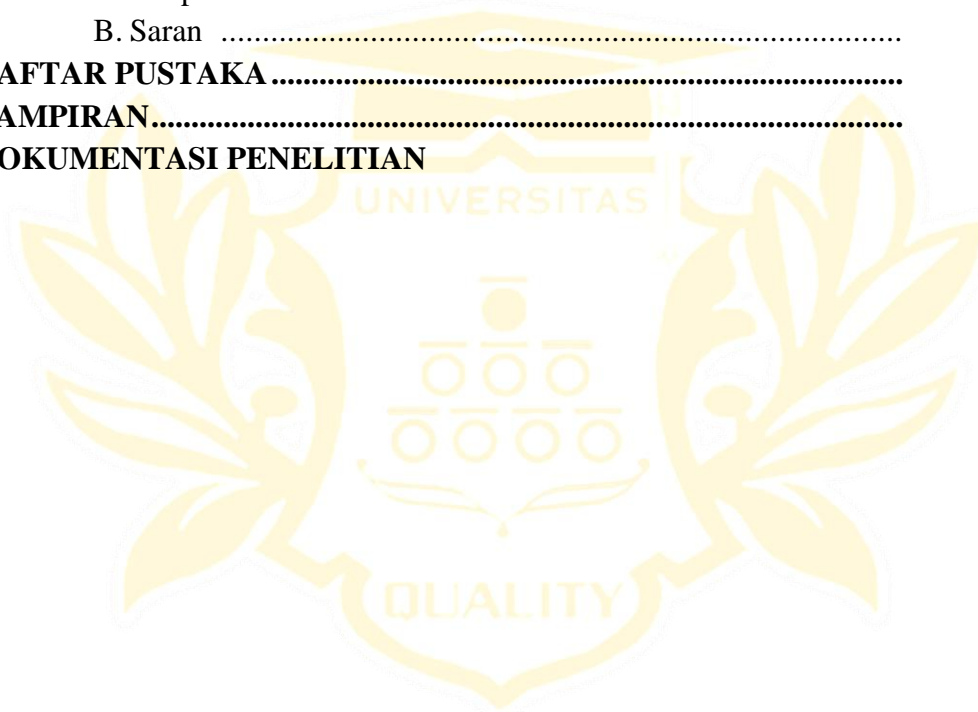 B. Saran ..................................................................................
AFTAR PUSTAKA................................................................................
AMPIRAN...............................................................................................
OKUMENTASI PENELITIAN
UNIVERSITAS
QUALITY